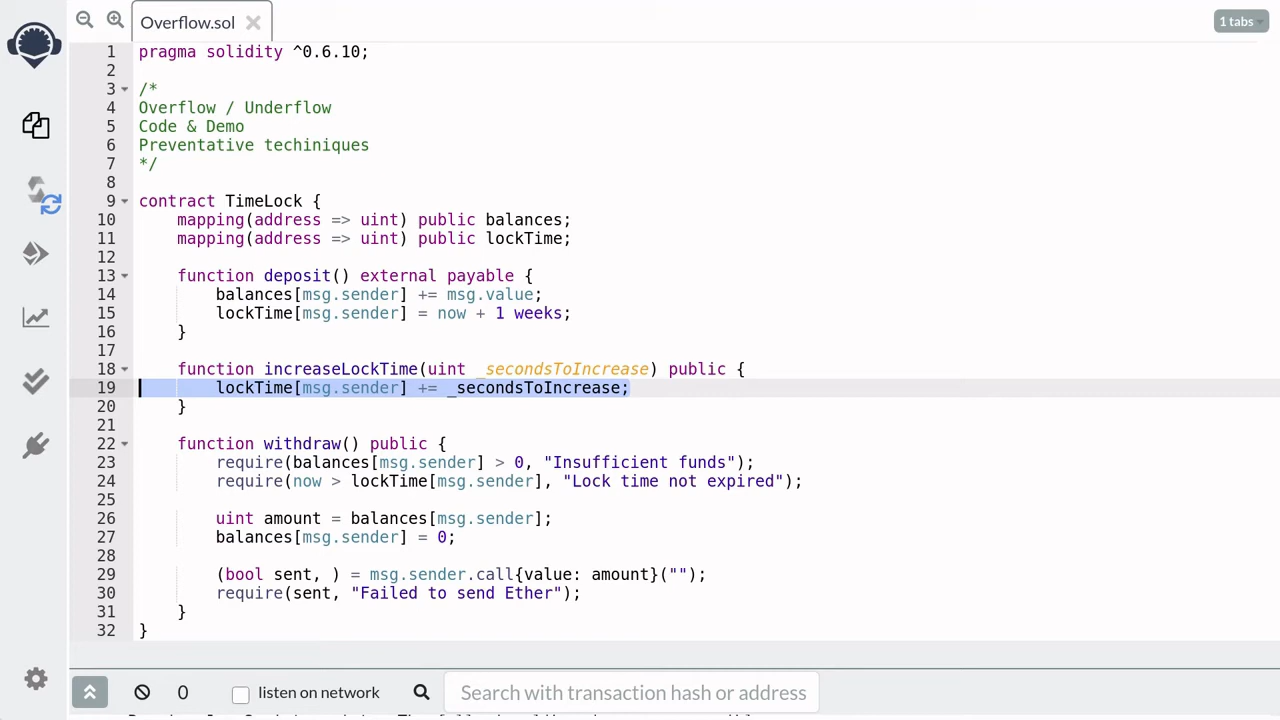 Overflow.sol
1 tabs
1 pragma solidity ^0.6.10;
2
3 /*
4 Overflow / Underflow
5 Code & Demo
6 Preventative techiniques
7 */
8
9 contract TimeLock {
10 mapping(address => uint) public balances;
11 mapping(address => uint) public lockTime;
12
13 function deposit() external payable {
14 balances[msg.sender] += msg.value;
15 lockTime[msg.sender] = now + 1 weeks;
16 }
17
18 function increaseLockTime(uint _secondsToIncrease) public {
19 lockTime[msg.sender] += _secondsToIncrease;
20 }
21
22 function withdraw() public {
23 require(balances[msg.sender] > 0, "Insufficient funds");
24 require(now > lockTime[msg.sender], "Lock time not expired");
25
26 uint amount = balances[msg.sender];
27 balances[msg.sender] = 0;
28
29 (bool sent, ) = msg.sender.call{value: amount}("");
30 require(sent, "Failed to send Ether");
31 }
32 }
0 listen on network Search with transaction hash or address